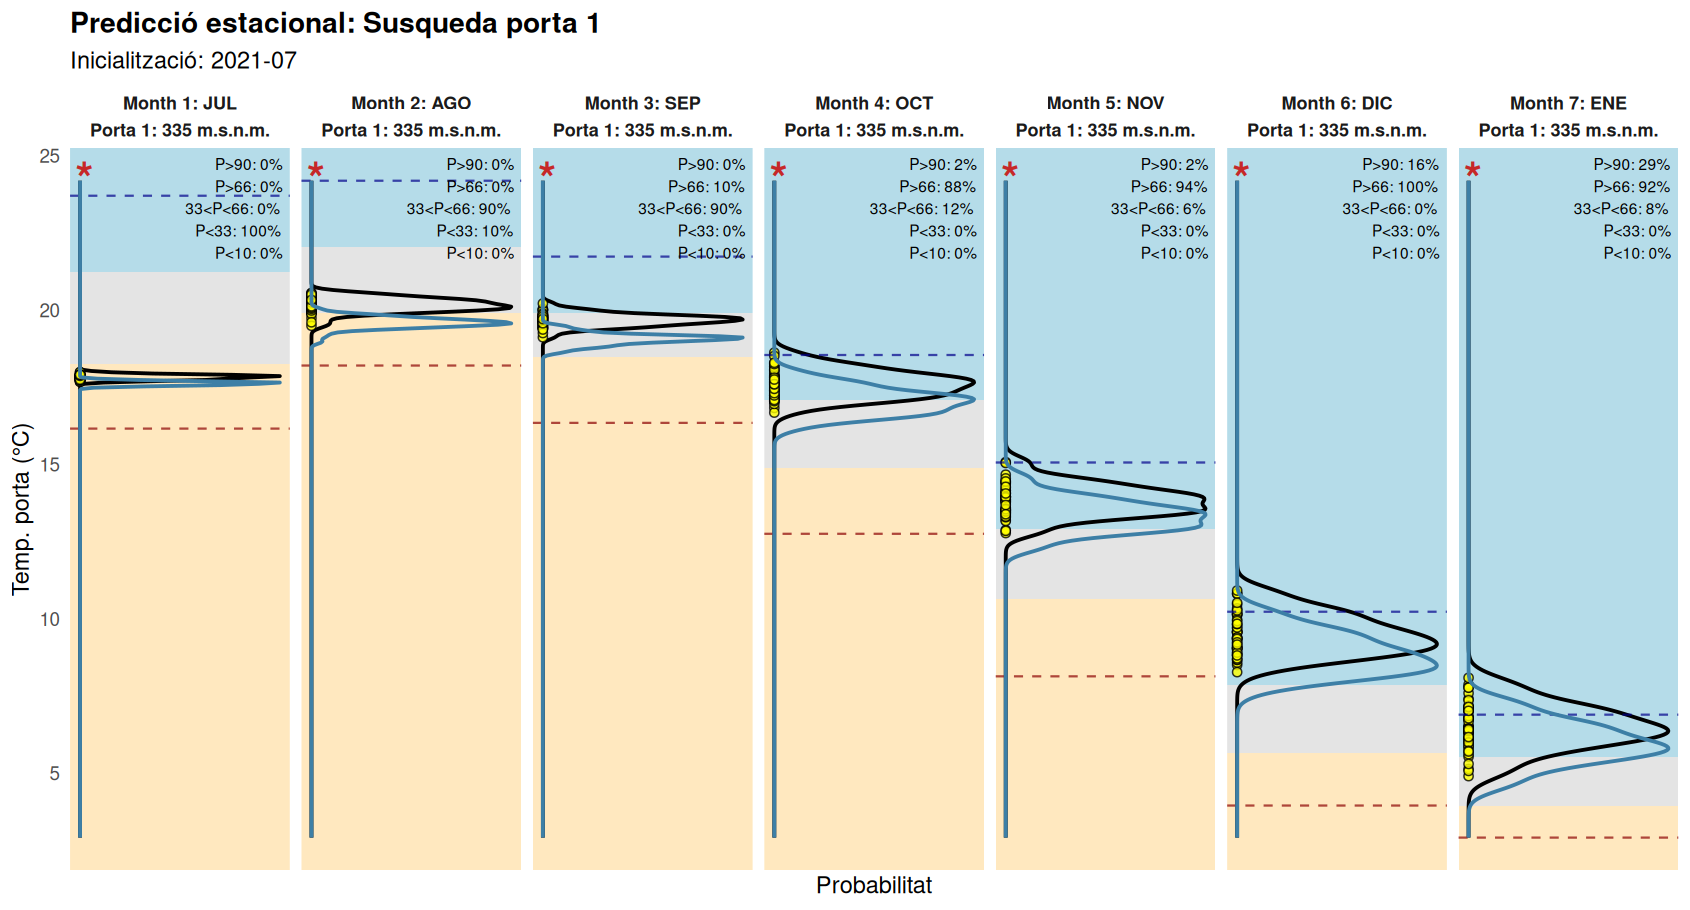 Predicció estacional: Susqueda porta 1
Inicialització: 2021-07
Month 1: JUL
Porta 1: 335 m.s.n.m.
Month 2: AGO
Porta 1: 335 m.s.n.m.
Month 3: SEP
Porta 1: 335 m.s.n.m.
Month 4: OCT
Porta 1: 335 m.s.n.m.
Month 5: NOV
Porta 1: 335 m.s.n.m.
Month 6: DIC
Porta 1: 335 m.s.n.m.
Month 7: ENE
Porta 1: 335 m.s.n.m.
*
P>90: 0%
P>66: 0%
33<P<66: 0%
P<33: 100%
P<10: 0%
*
P>90: 0%
P>66: 0%
33<P<66: 90%
P<33: 10%
P<10: 0%
*
P>90: 0%
P>66: 10%
33<P<66: 90%
P<33: 0%
P<10: 0%
*
P>90: 2%
P>66: 88%
33<P<66: 12%
P<33: 0%
P<10: 0%
*
P>90: 2%
P>66: 94%
33<P<66: 6%
P<33: 0%
P<10: 0%
*
P>90: 16%
P>66: 100%
33<P<66: 0%
P<33: 0%
P<10: 0%
*
P>90: 29%
P>66: 92%
33<P<66: 8%
P<33: 0%
P<10: 0%
25
20
15
10
5
Temp. porta (°C)
Probabilitat